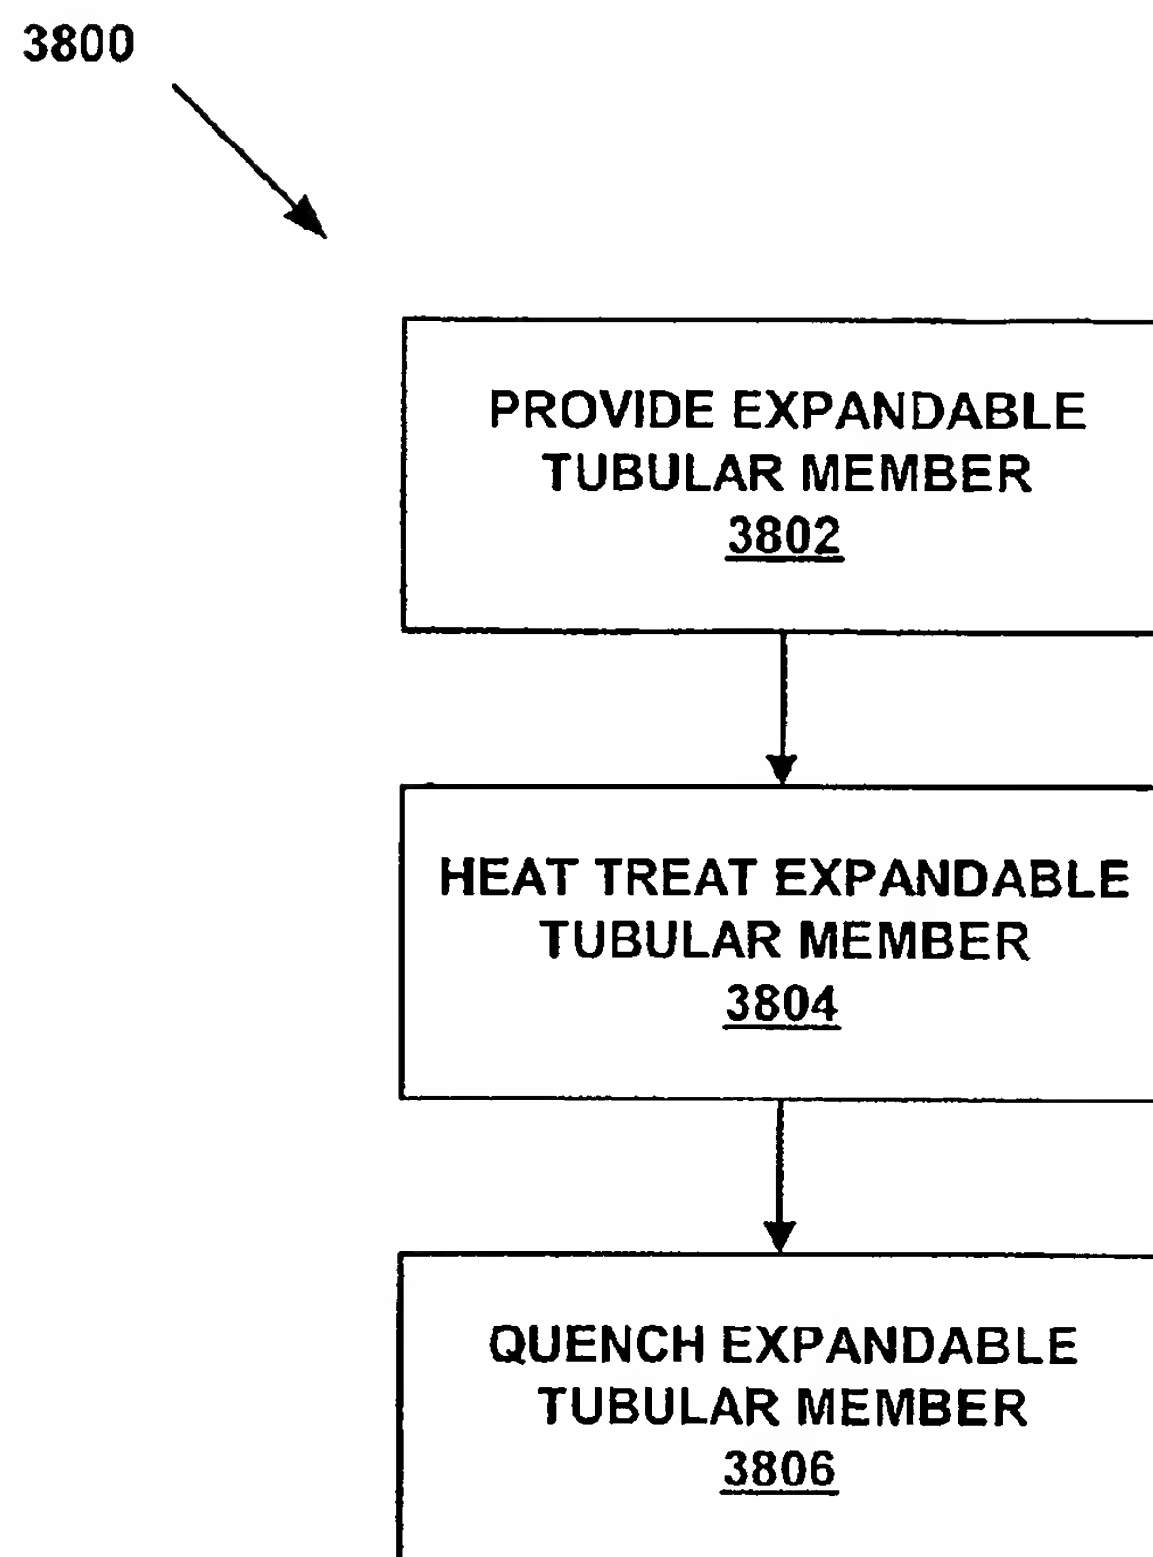 3800
PROVIDE EXPANDABLE
TUBULAR MEMBER
3802
HEAT TREAT EXPANDABLE
TUBULAR MEMBER
3804
QUENCH EXPANDABLE
TUBULAR MEMBER
3806